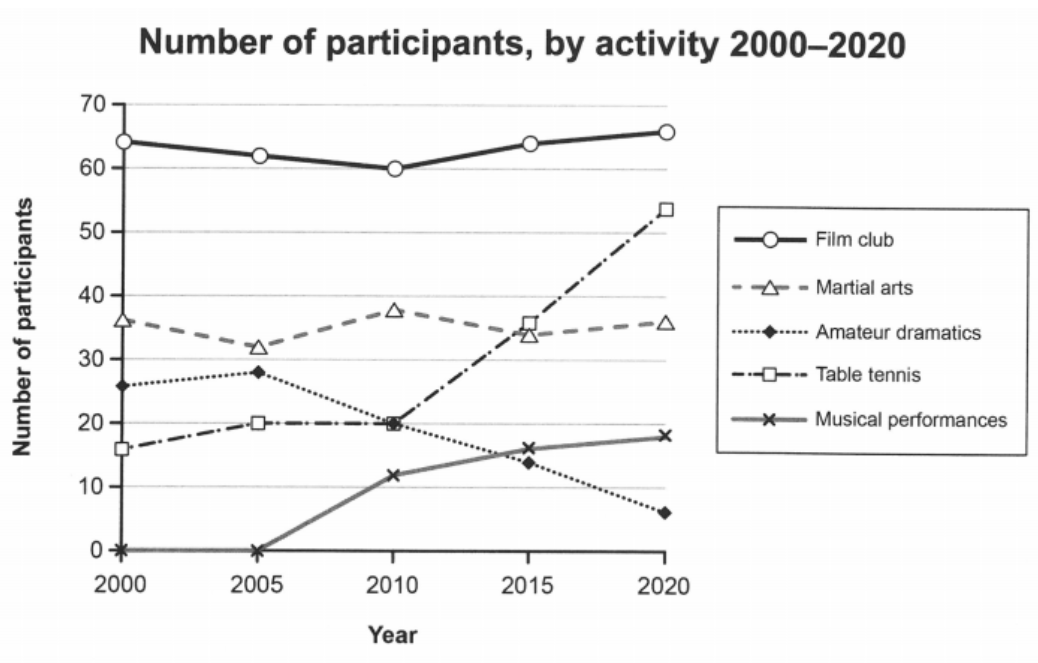 Number of participants, by activity 2000–2020
Number of participants
70
60
50
40
30
20
10
0
2000 2005 2010 2015 2020
Year
Film club
Martial arts
Amateur dramatics
Table tennis
Musical performances